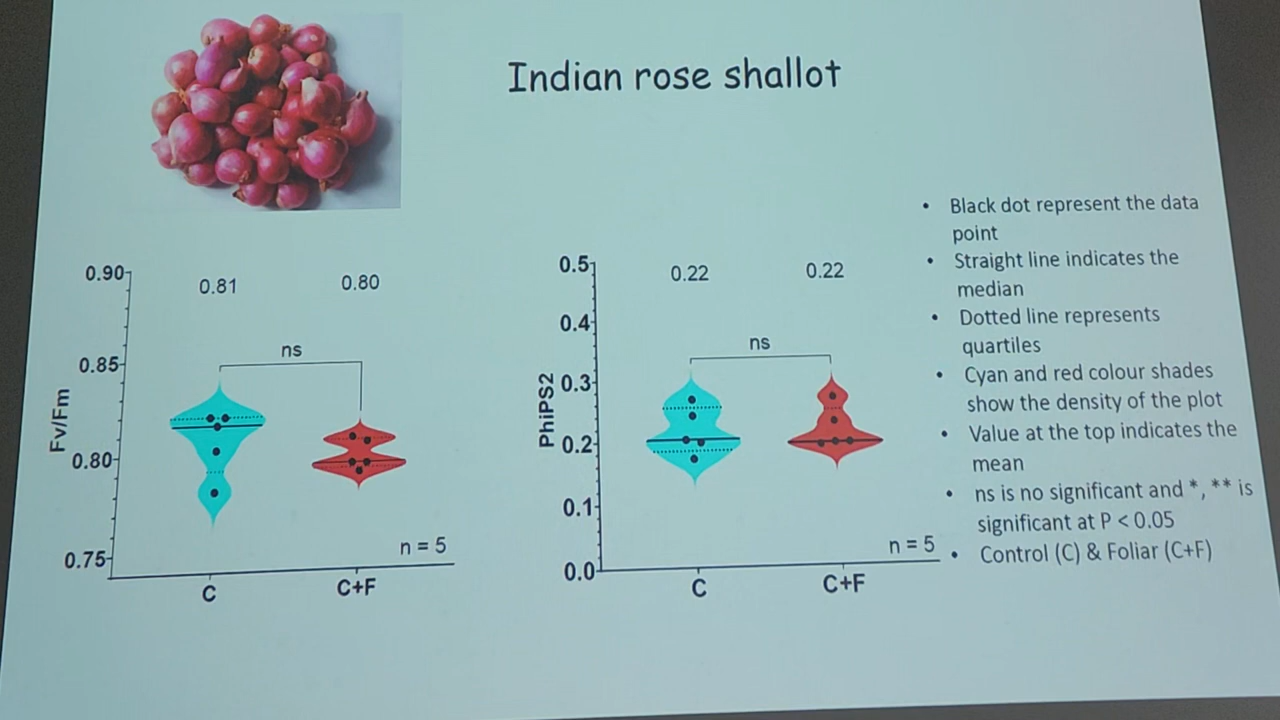 Indian rose shallot
0.90
0.85
0.80
0.75
Fv/Fm
0.81
0.80
ns
n = 5
C
C+F
0.5
0.4
0.3
0.2
0.1
0.0
PhiPS2
0.22
0.22
ns
n = 5
C
C+F
• Black dot represent the data
point
• Straight line indicates the
median
• Dotted line represents
quartiles
• Cyan and red colour shades
show the density of the plot
• Value at the top indicates the
mean
• ns is no significant and *, ** is
significant at P < 0.05
• Control (C) & Foliar (C+F)